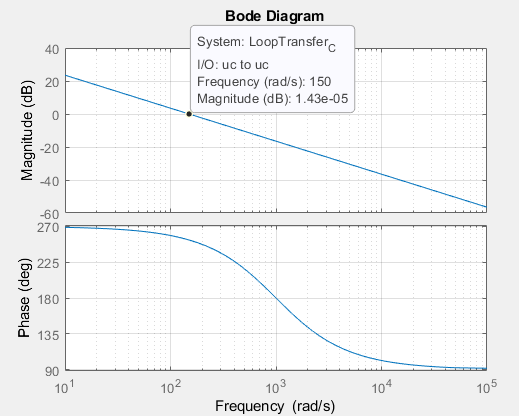 Bode Diagram
System: LoopTransfer_C
I/O: uc to uc
Frequency (rad/s): 150
Magnitude (dB): 1.43e-05
Magnitude (dB)
40
20
0
-20
-40
-60
Phase (deg)
270
225
180
135
90
10^1 10^2 10^3 10^4 10^5
Frequency (rad/s)